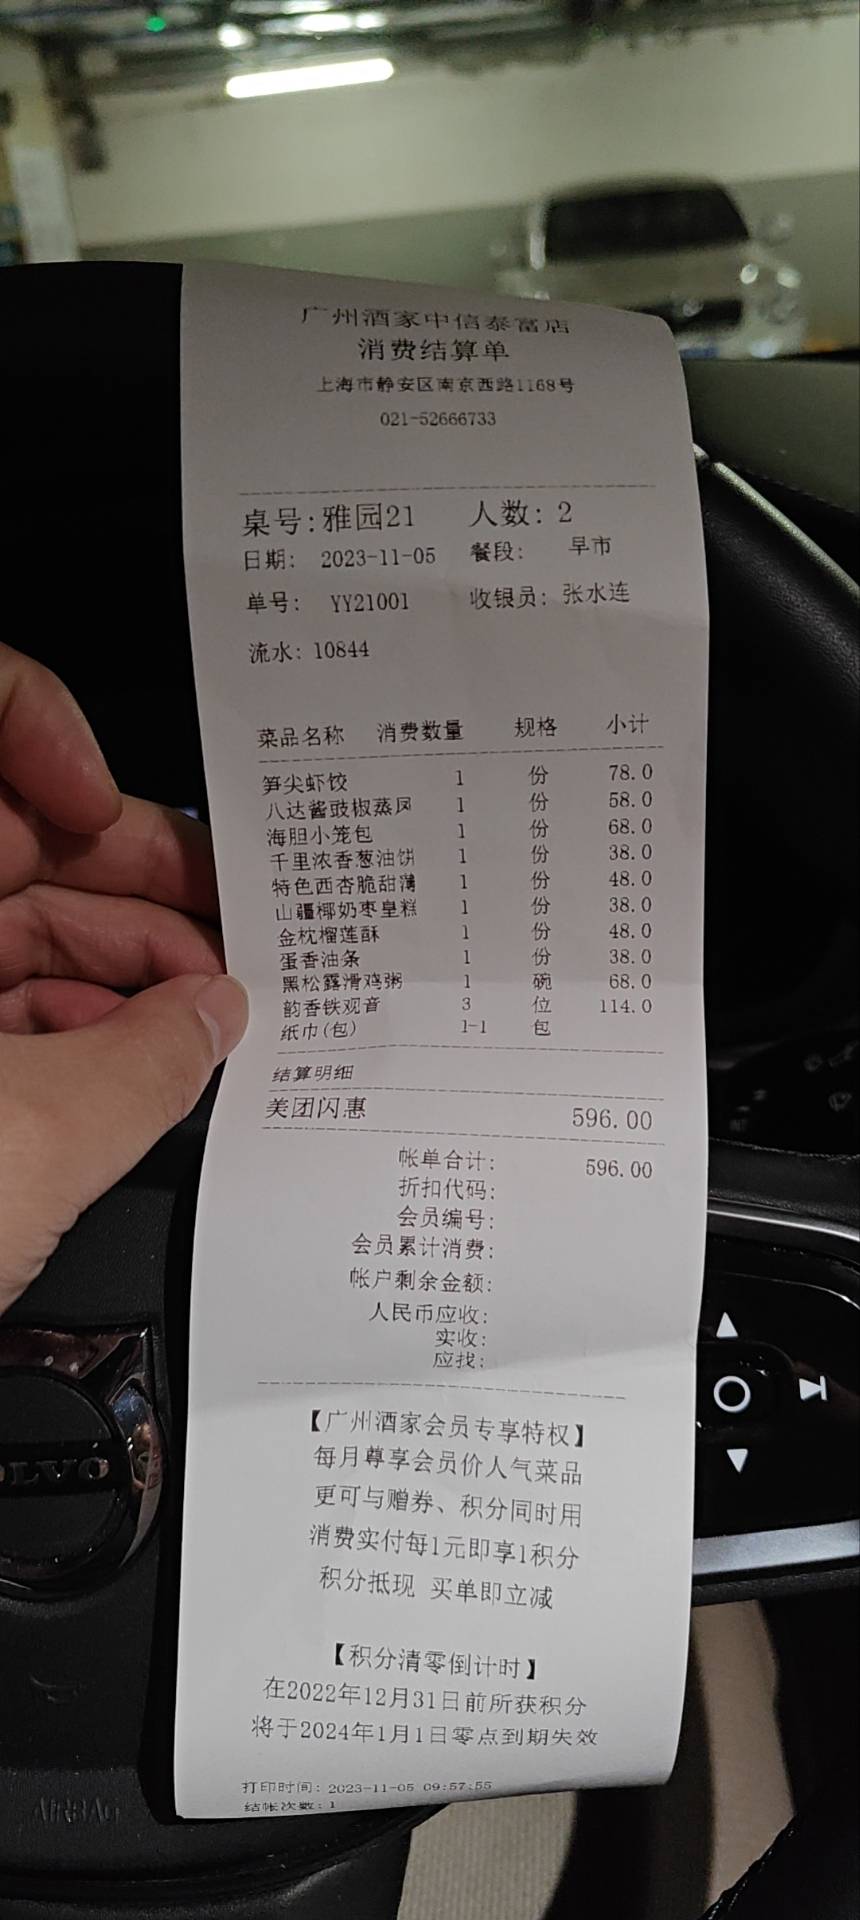 广州酒家中信泰富店
消费结算单
上海市静安区南京西路1168号
021-52666733
桌号:雅园21 人数: 2
日期: 2023-11-05 餐段: 早市
单号: YY21001 收银员: 张水连
流水: 10844
菜品名称 消费数量 规格 小计
笋尖虾饺 1 份 78.0
八达酱豉椒蒸凤 1 份 58.0
海胆小笼包 1 份 68.0
千里浓香葱油饼 1 份 38.0
特色西杏脆甜薄 1 份 48.0
山疆椰奶枣皇糕 1 份 38.0
金枕榴莲酥 1 份 48.0
蛋香油条 1 份 38.0
黑松露滑鸡粥 1 碗 68.0
韵香铁观音 3 位 114.0
纸巾(包) 1-1 包
结算明细
美团闪惠 596.00
帐单合计: 596.00
折扣代码:
会员编号:
会员累计消费:
帐户剩余金额:
人民币应收:
实收:
应找:
【广州酒家会员专享特权】
每月尊享会员价人气菜品
更可与赠券、积分同时用
消费实付每1元即享1积分
积分抵现 买单即立减
【积分清零倒计时】
在2022年12月31日前所获积分
将于2024年1月1日零点到期失效
打印时间: 2023-11-05 09:57:55
结帐次数: 1
AIRBAG